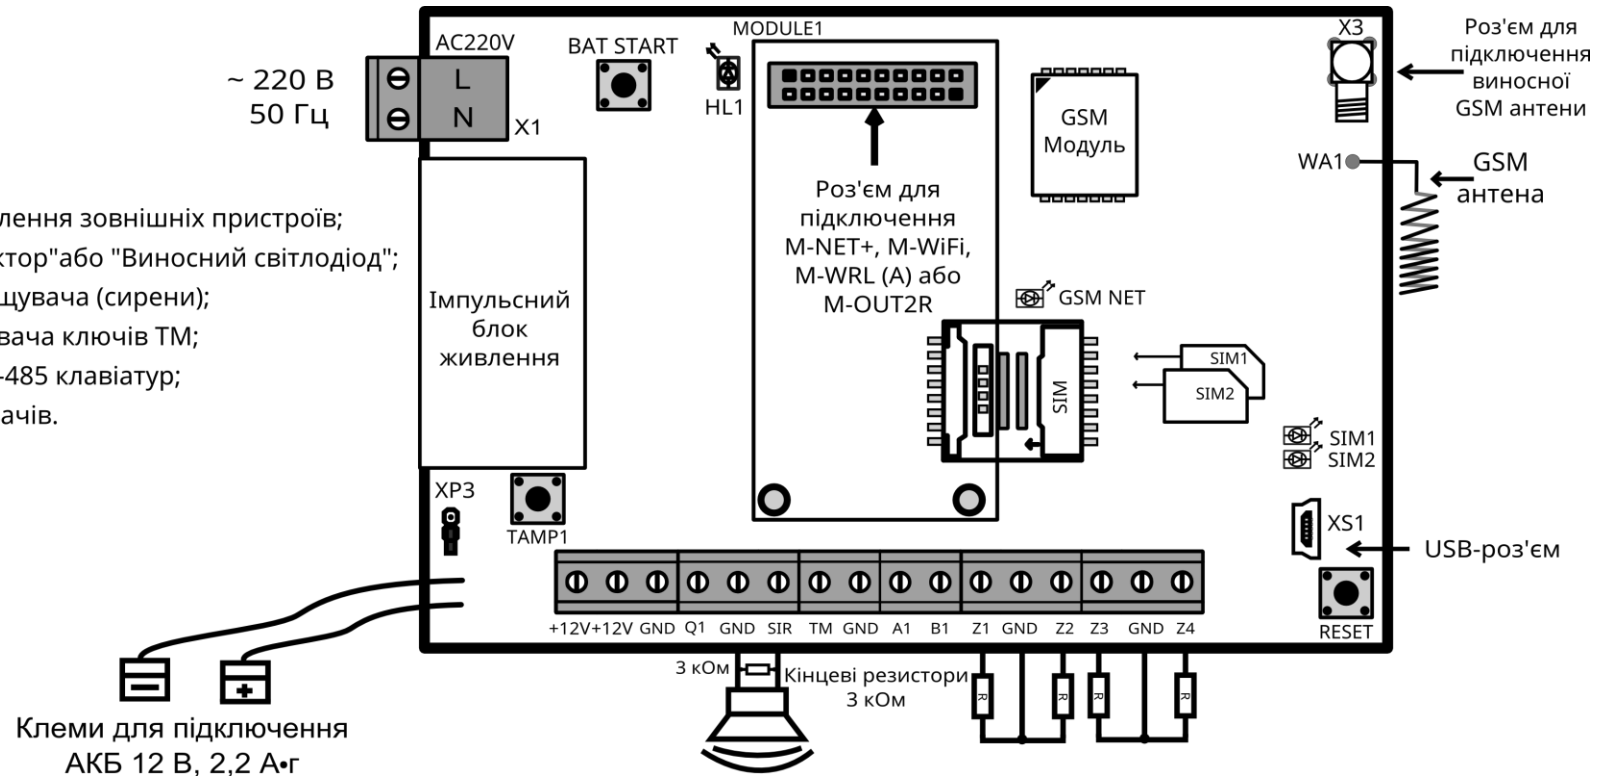 AC220V
BAT START
MODULE1
X3
Роз'єм для
підключення
виносної
GSM антени
~ 220 В
50 Гц
L
N
X1
HL1
GSM
Модуль
WA1
GSM
антена
Роз'єм для
підключення
M-NET+, M-WiFi,
M-WRL (A) або
M-OUT2R
лення зовнішніх пристроїв;
ктор"або "Виносний світлодіод";
щувача (сирени);
вача ключів ТМ;
-485 клавіатур;
ачів.
Імпульсний
блок
живлення
GSM NET
SIM
SIM1
SIM2
SIM1
SIM2
XP3
TAMP1
XS1
USB-роз'єм
RESET
+12V +12V GND Q1 GND SIR TM GND A1 B1 Z1 GND Z2 Z3 GND Z4
3 кОм
Кінцеві резистори
3 кОм
R R R R
Клеми для підключення
АКБ 12 В, 2,2 А•г